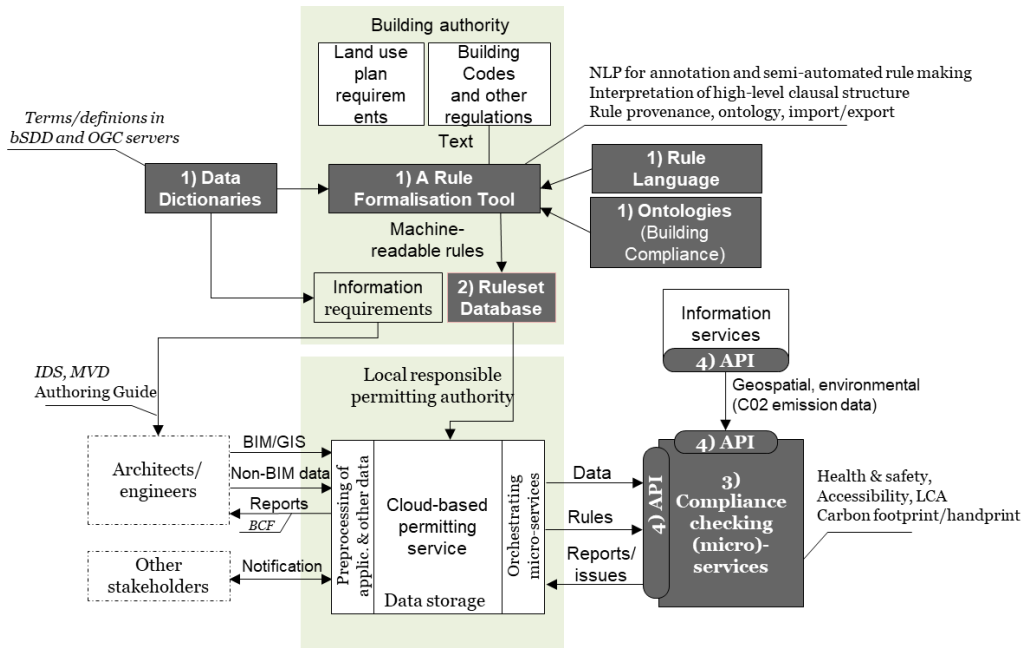 Building authority
Land use
plan
requirem
ents
Building
Codes
and other
regulations
NLP for annotation and semi-automated rule making
Interpretation of high-level clausal structure
Rule provenance, ontology, import/export
Terms/definions in
bSDD and OGC servers
Text
1) Data
Dictionaries
1) A Rule
Formalisation Tool
1) Rule
Language
1) Ontologies
(Building
Compliance)
Machine-
readable rules
Information
requirements
2) Ruleset
Database
Information
services
4) API
IDS, MVD
Authoring Guide
Local responsible
permitting authority
Geospatial, environmental
(C02 emission data)
Architects/
engineers
BIM/GIS
Non-BIM data
Reports
BCF
Other
stakeholders
Notification
Preprocessing of
applic. & other data
Cloud-based
permitting
service
Data storage
Orchestrating
micro-services
Data
Rules
Reports/
issues
4) API
4) API
3)
Compliance
checking
(micro)-
services
Health & safety,
Accessibility, LCA
Carbon footprint/handprint